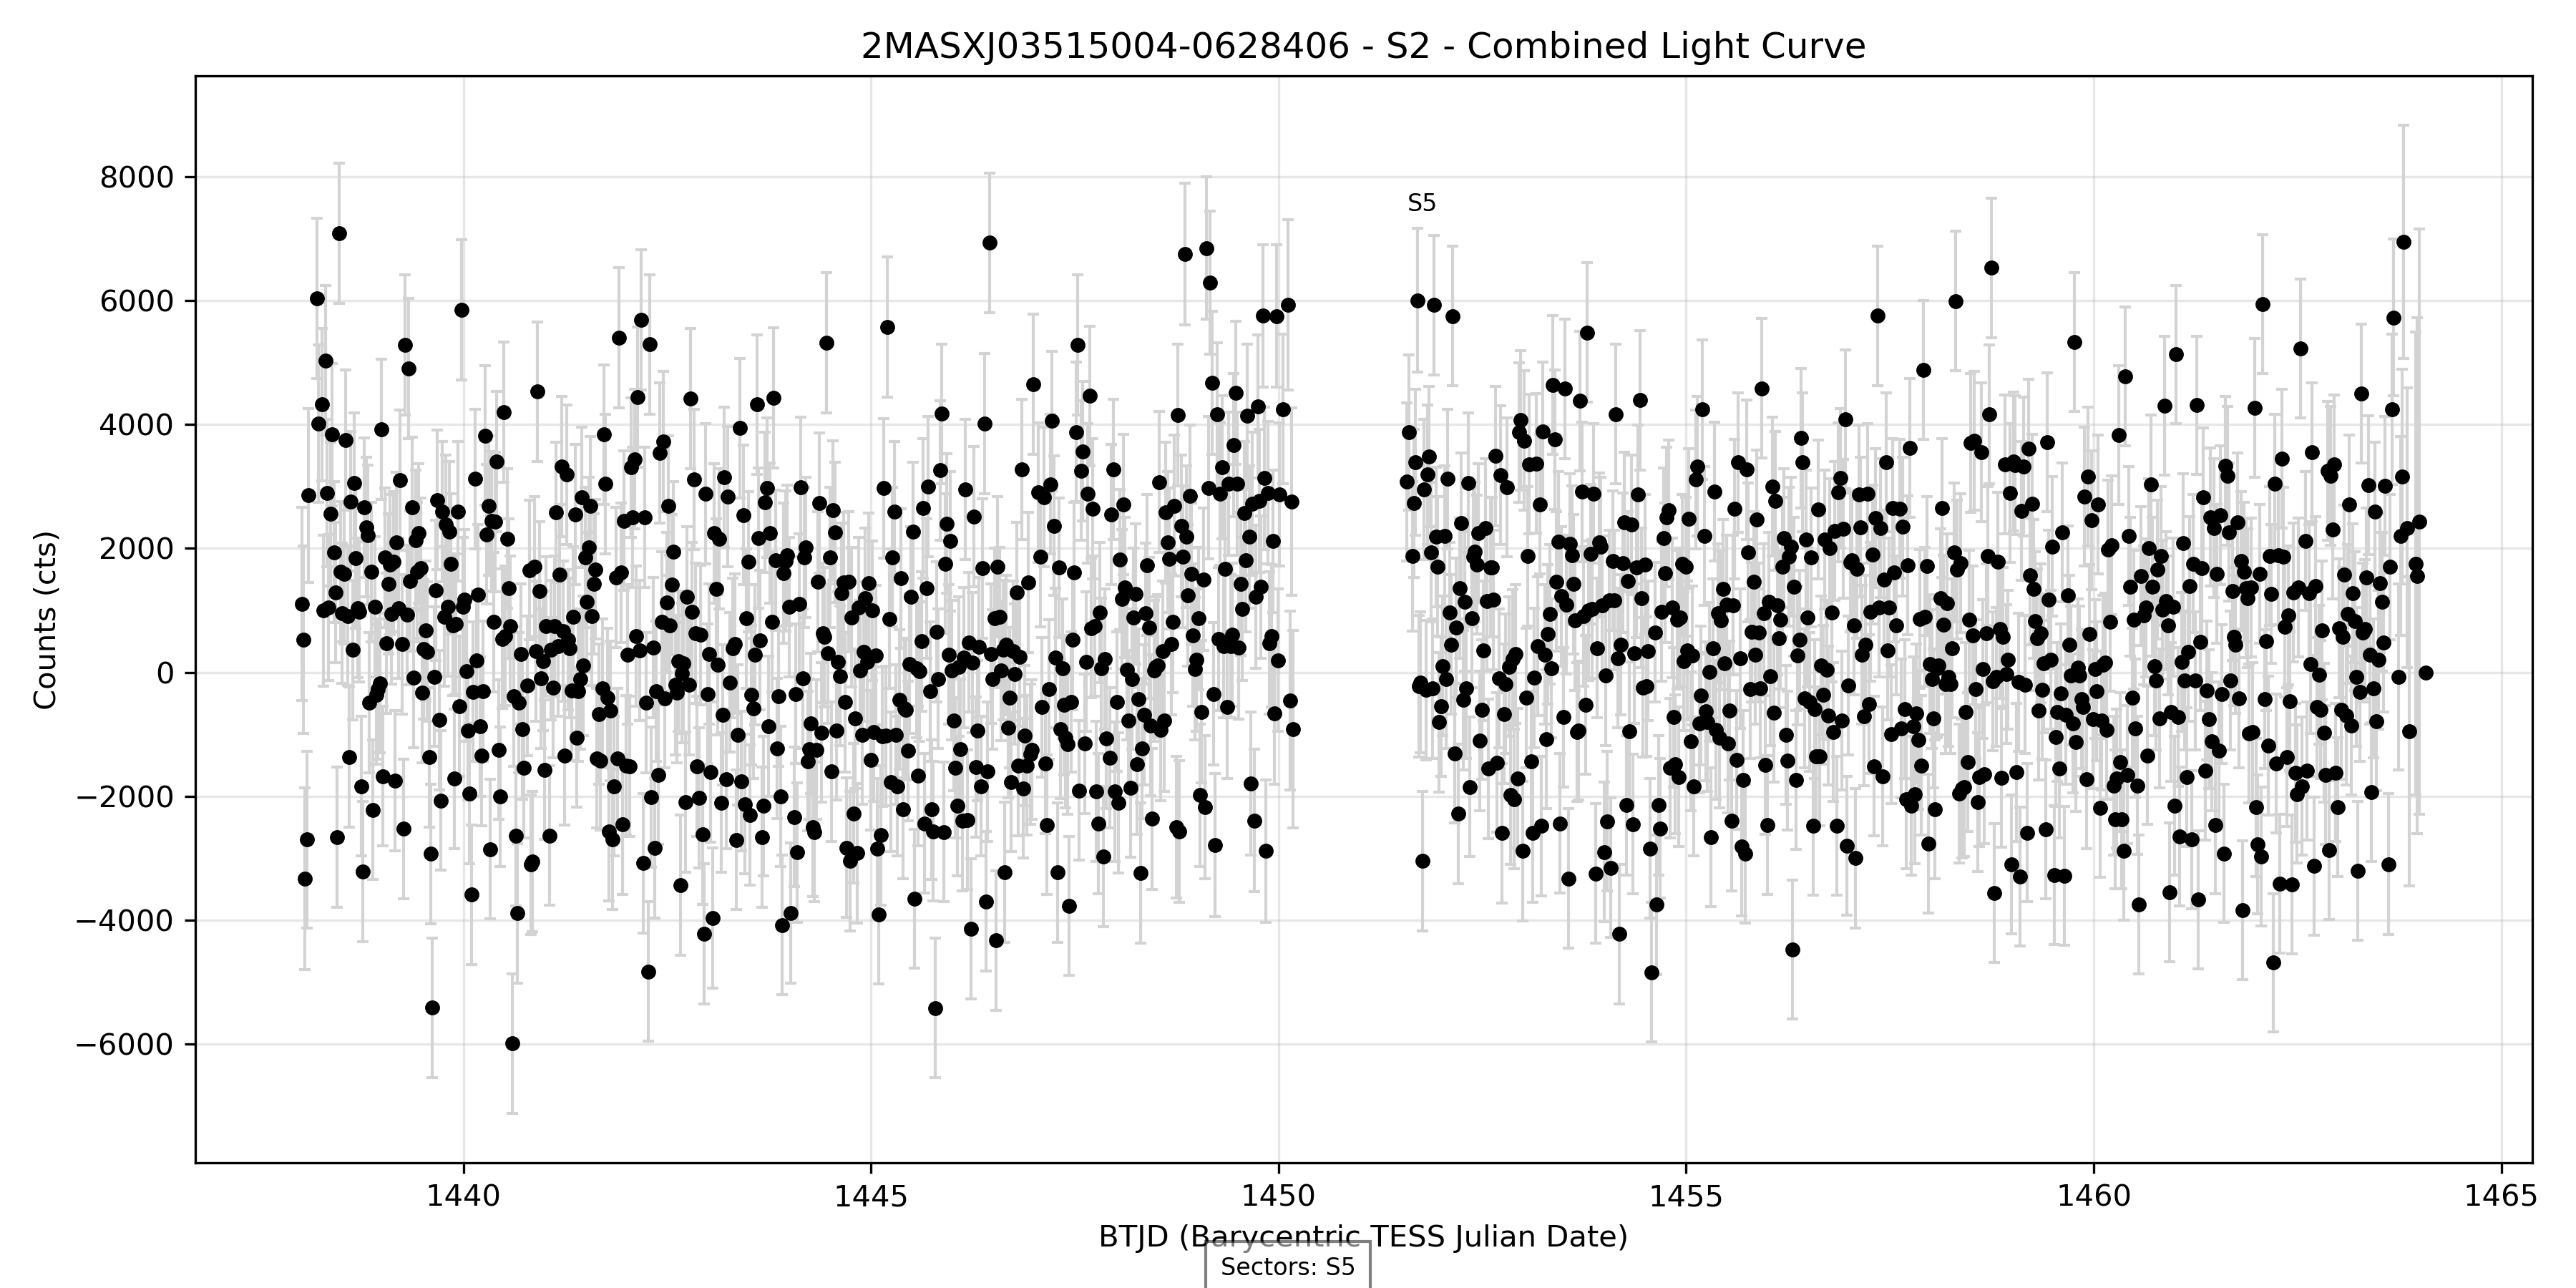 2MASXJ03515004-0628406 - S2 - Combined Light Curve
8000
6000
4000
2000
0
−2000
−4000
−6000
Counts (cts)
S5
1440
1445
1450
1455
1460
1465
BTJD (Barycentric TESS Julian Date)
Sectors: S5